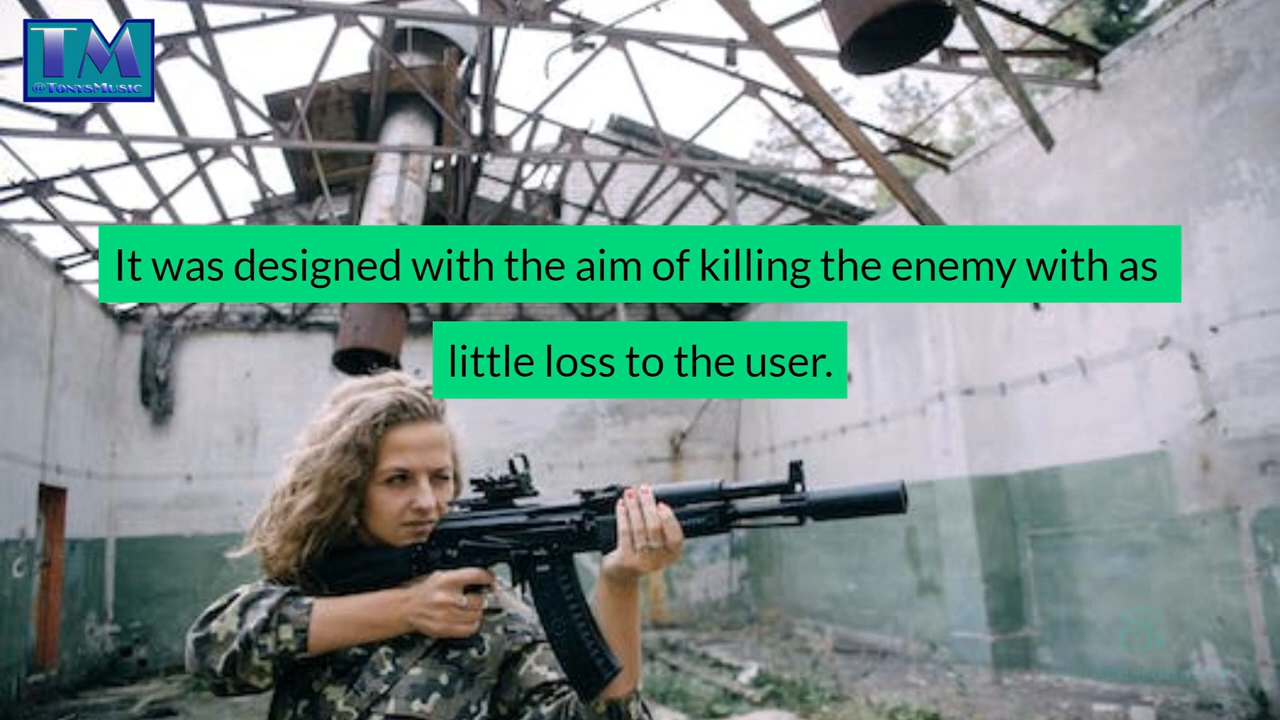 TM
@TonysMusic
It was designed with the aim of killing the enemy with as
little loss to the user.